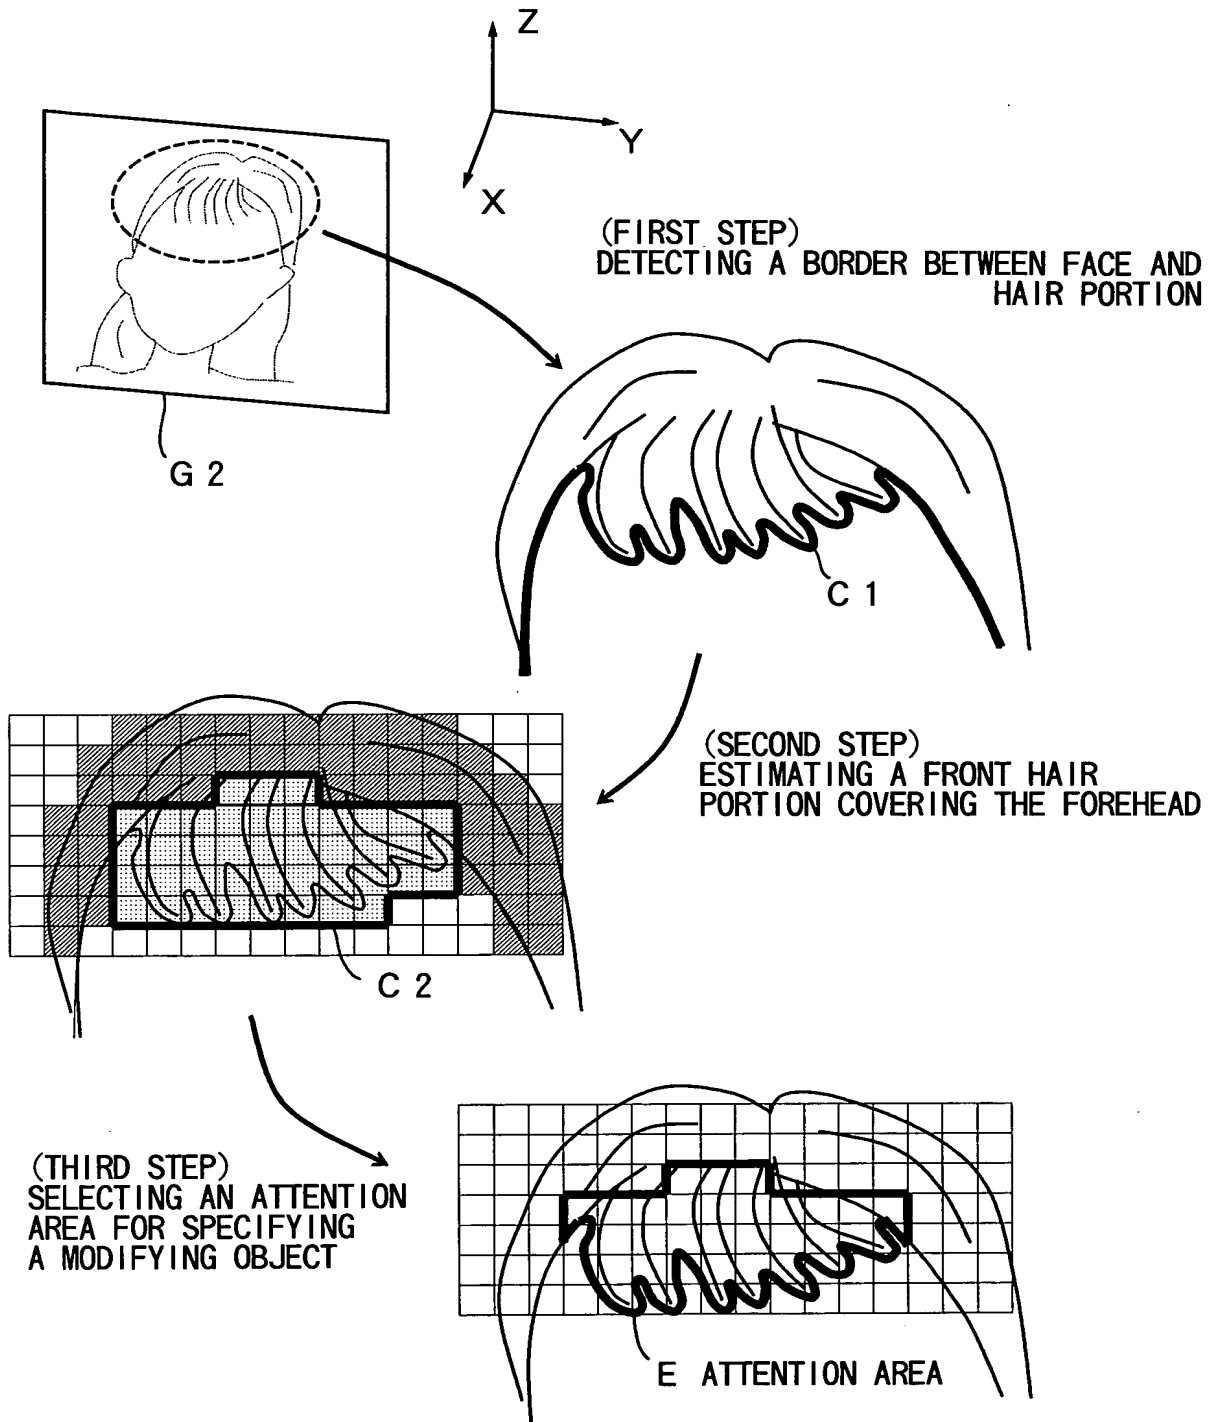 Z
Y
X
(FIRST STEP)
DETECTING A BORDER BETWEEN FACE AND
HAIR PORTION
G 2
C 1
(SECOND STEP)
ESTIMATING A FRONT HAIR
PORTION COVERING THE FOREHEAD
C 2
(THIRD STEP)
SELECTING AN ATTENTION
AREA FOR SPECIFYING
A MODIFYING OBJECT
E ATTENTION AREA